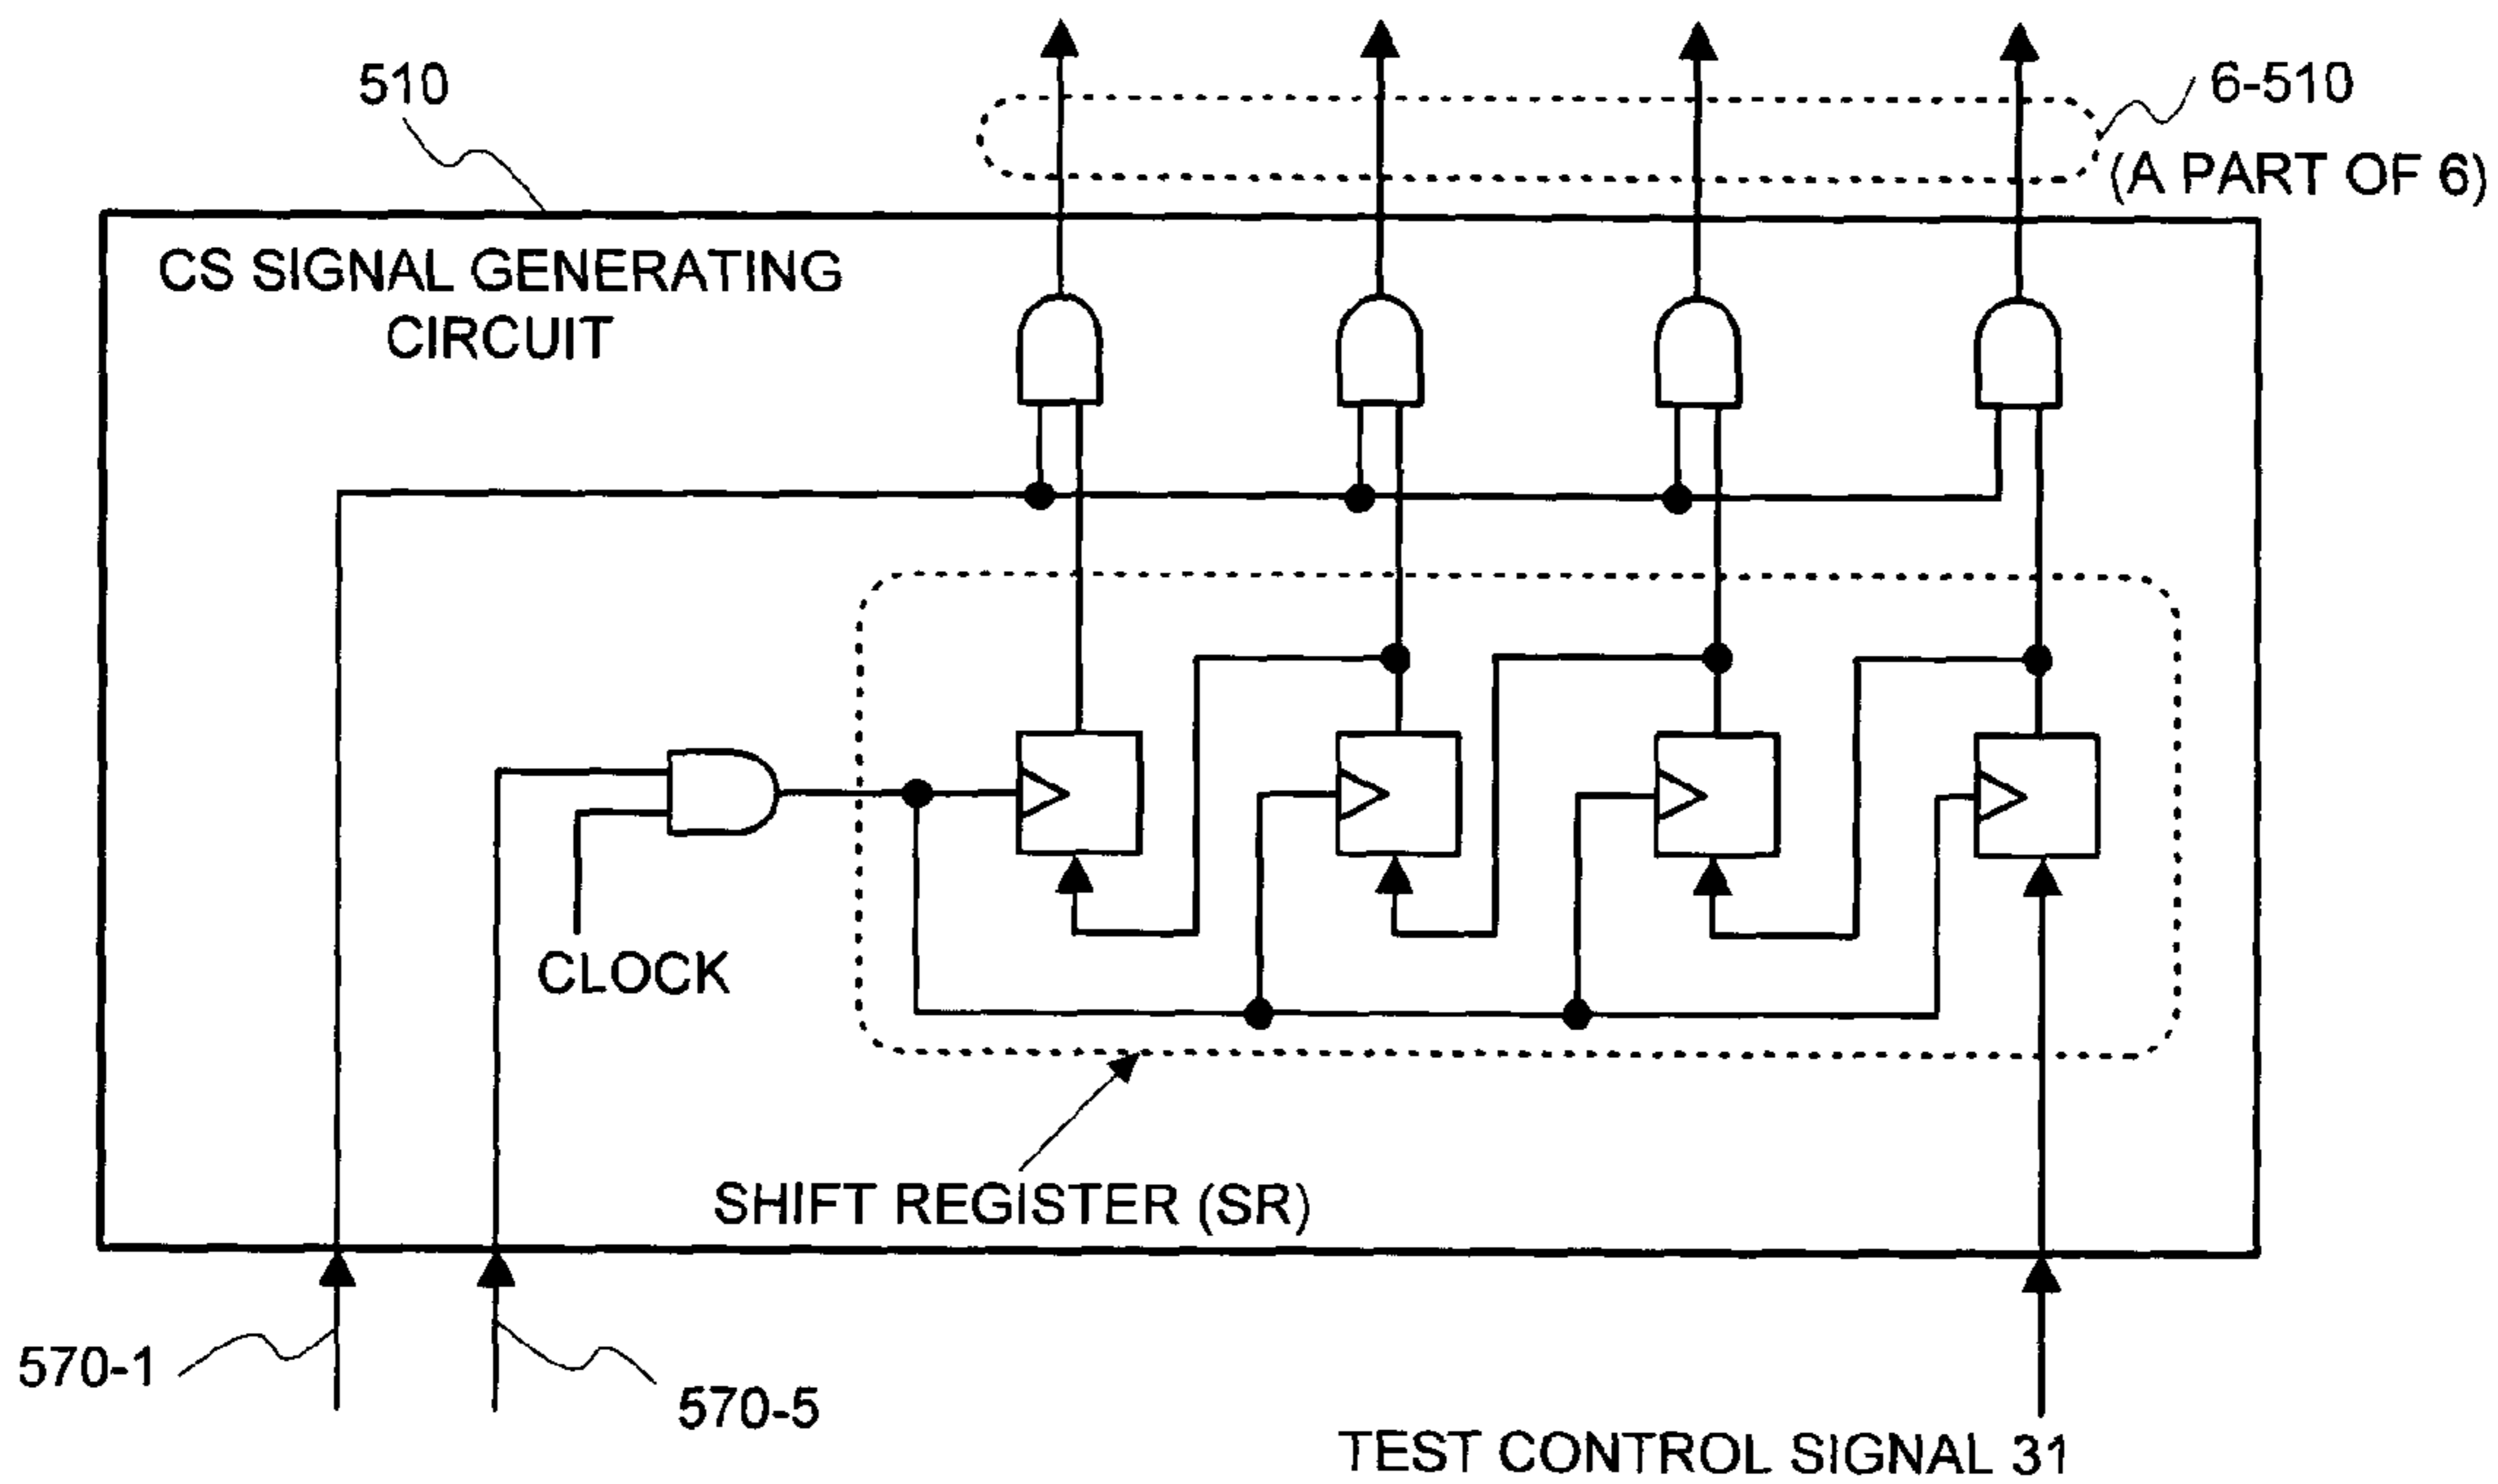 510
6-510
(A PART OF 6)
CS SIGNAL GENERATING
CIRCUIT
CLOCK
SHIFT REGISTER (SR)
570-1
570-5
TEST CONTROL SIGNAL 31